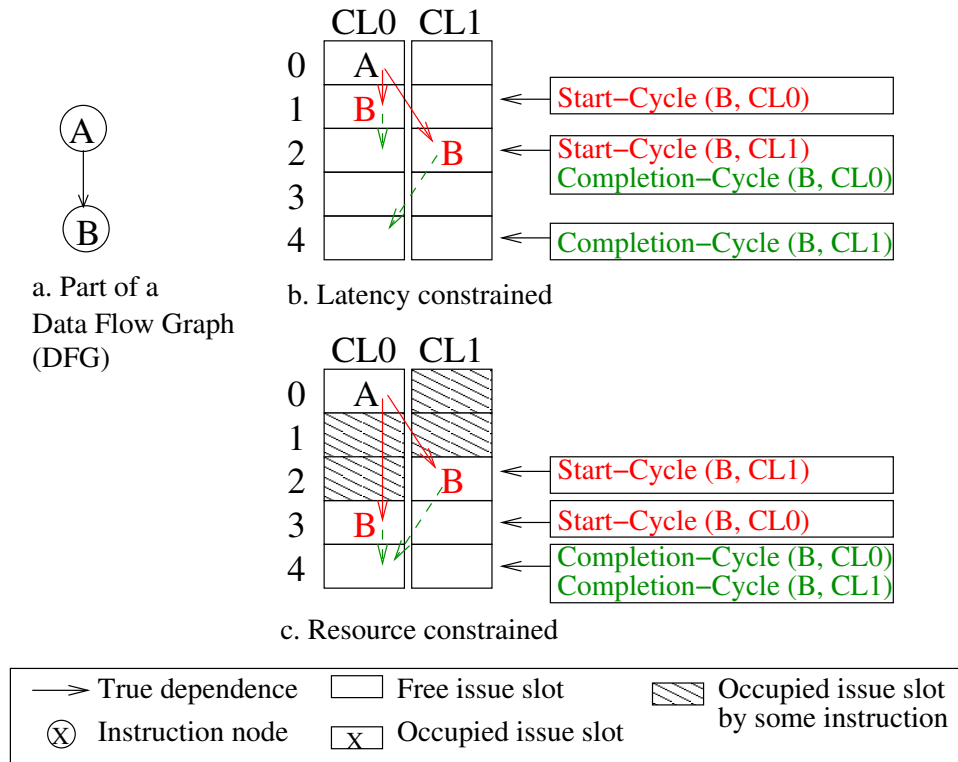 CL0 CL1
0 A
1 B Start−Cycle (B, CL0)
2 B Start−Cycle (B, CL1)
Completion−Cycle (B, CL0)
3
4 Completion−Cycle (B, CL1)
A
B
a. Part of a
Data Flow Graph
(DFG)
b. Latency constrained
CL0 CL1
0 A
1
2 B Start−Cycle (B, CL1)
3 B Start−Cycle (B, CL0)
4 Completion−Cycle (B, CL0)
Completion−Cycle (B, CL1)
c. Resource constrained
True dependence
Free issue slot
Occupied issue slot
by some instruction
X Instruction node
X Occupied issue slot